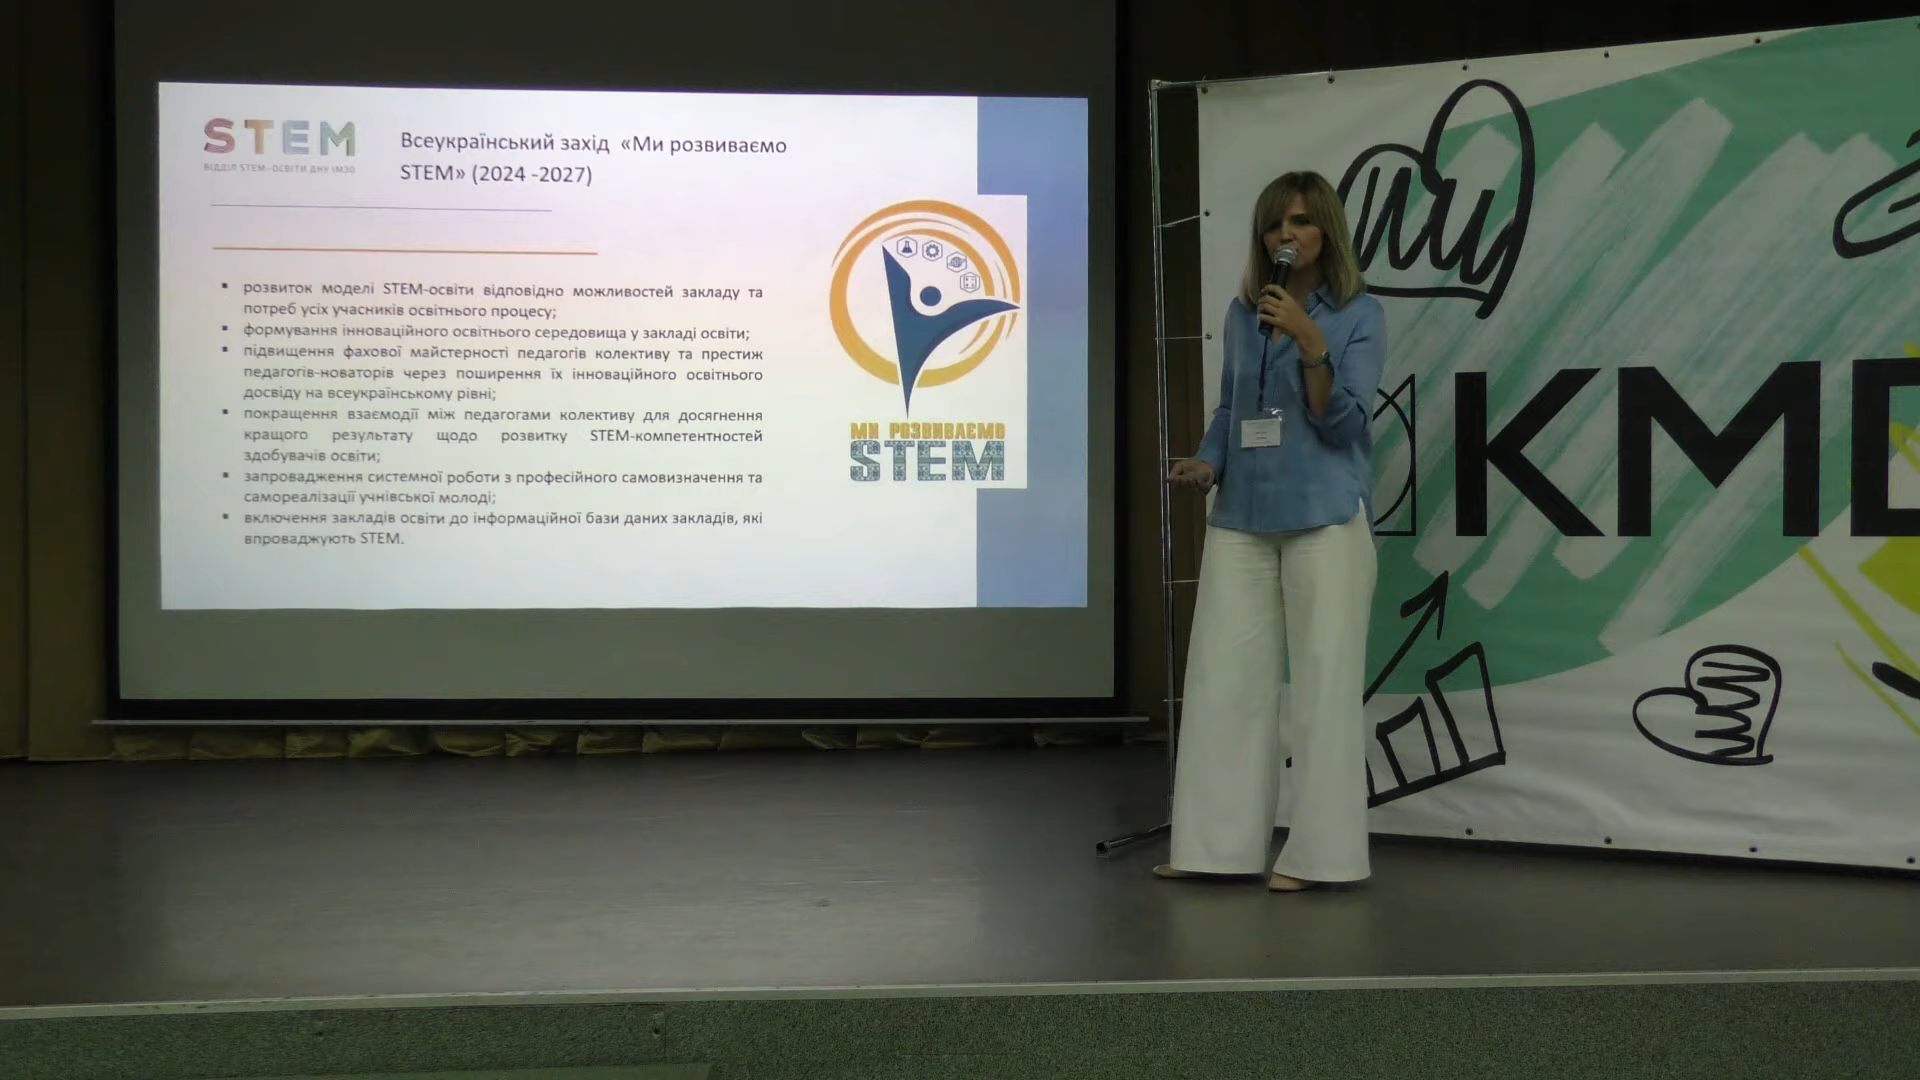 STEM
ВІДДІЛ STEM-ОСВІТИ ДНУ ІМЗО
Всеукраїнський захід «Ми розвиваємо
STEM» (2024 -2027)
▪ розвиток моделі STEM-освіти відповідно можливостей закладу та
потреб усіх учасників освітнього процесу;
▪ формування інноваційного освітнього середовища у закладі освіти;
▪ підвищення фахової майстерності педагогів колективу та престиж
педагогів-новаторів через поширення їх інноваційного освітнього
досвіду на всеукраїнському рівні;
▪ покращення взаємодії між педагогами колективу для досягнення
кращого результату щодо розвитку STEM-компетентностей
здобувачів освіти;
▪ запровадження системної роботи з професійного самовизначення та
самореалізації учнівської молоді;
▪ включення закладів освіти до інформаційної бази даних закладів, які
впроваджують STEM.
МИ РОЗВИВАЄМО
STEM
КМ